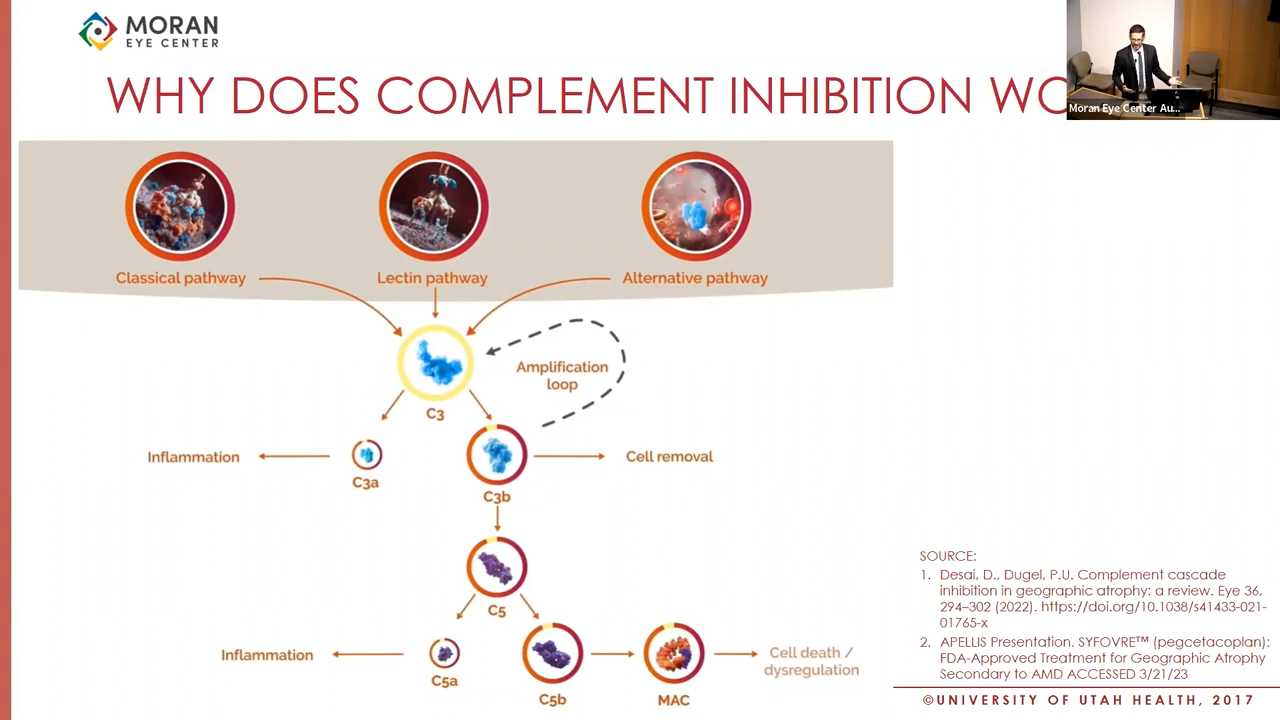 MORAN
EYE CENTER
WHY DOES COMPLEMENT INHIBITION WO
Moran Eye Center Au...
Classical pathway
Lectin pathway
Alternative pathway
Amplification
loop
C3
Inflammation
C3a
C3b
Cell removal
C5
Inflammation
C5a
C5b
MAC
Cell death /
dysregulation
SOURCE:
1. Desai, D., Dugel, P.U. Complement cascade
inhibition in geographic atrophy: a review. Eye 36,
294–302 (2022). https://doi.org/10.1038/s41433-021-
01765-x
2. APELLIS Presentation. SYFOVRE™ (pegcetacoplan):
FDA-Approved Treatment for Geographic Atrophy
Secondary to AMD ACCESSED 3/21/23
©UNIVERSITY OF UTAH HEALTH, 2017